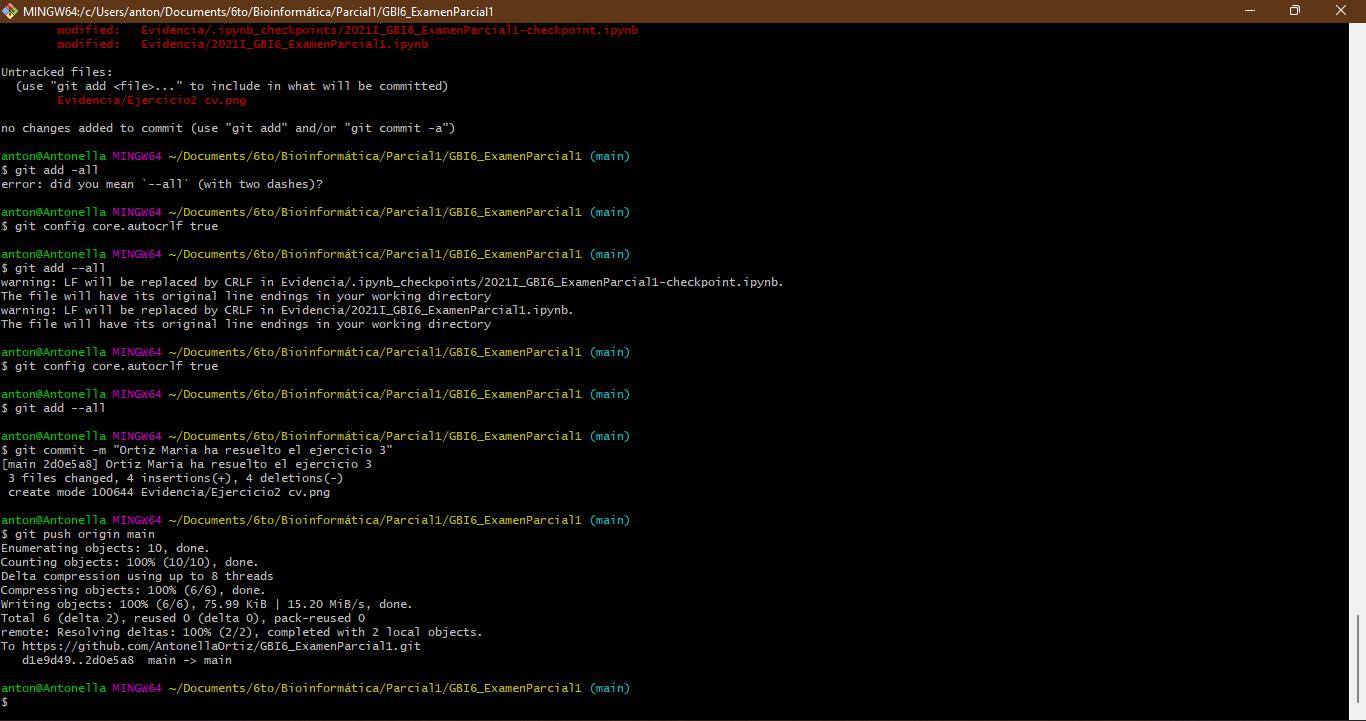 MINGW64:/c/Users/anton/Documents/6to/Bioinformática/Parcial1/GBI6_ExamenParcial1
modified:   Evidencia/.ipynb_checkpoints/2021I_GBI6_ExamenParcial1-checkpoint.ipynb
modified:   Evidencia/2021I_GBI6_ExamenParcial1.ipynb
Untracked files:
(use "git add <file>..." to include in what will be committed)
Evidencia/Ejercicio2 cv.png
no changes added to commit (use "git add" and/or "git commit -a")
anton@Antonella MINGW64 ~/Documents/6to/Bioinformática/Parcial1/GBI6_ExamenParcial1 (main)
$ git add -all
error: did you mean `--all` (with two dashes)?
anton@Antonella MINGW64 ~/Documents/6to/Bioinformática/Parcial1/GBI6_ExamenParcial1 (main)
$ git config core.autocrlf true
anton@Antonella MINGW64 ~/Documents/6to/Bioinformática/Parcial1/GBI6_ExamenParcial1 (main)
$ git add --all
warning: LF will be replaced by CRLF in Evidencia/.ipynb_checkpoints/2021I_GBI6_ExamenParcial1-checkpoint.ipynb.
The file will have its original line endings in your working directory
warning: LF will be replaced by CRLF in Evidencia/2021I_GBI6_ExamenParcial1.ipynb.
The file will have its original line endings in your working directory
anton@Antonella MINGW64 ~/Documents/6to/Bioinformática/Parcial1/GBI6_ExamenParcial1 (main)
$ git config core.autocrlf true
anton@Antonella MINGW64 ~/Documents/6to/Bioinformática/Parcial1/GBI6_ExamenParcial1 (main)
$ git add --all
anton@Antonella MINGW64 ~/Documents/6to/Bioinformática/Parcial1/GBI6_ExamenParcial1 (main)
$ git commit -m "Ortiz Maria ha resuelto el ejercicio 3"
[main 2d0e5a8] Ortiz Maria ha resuelto el ejercicio 3
3 files changed, 4 insertions(+), 4 deletions(-)
create mode 100644 Evidencia/Ejercicio2 cv.png
anton@Antonella MINGW64 ~/Documents/6to/Bioinformática/Parcial1/GBI6_ExamenParcial1 (main)
$ git push origin main
Enumerating objects: 10, done.
Counting objects: 100% (10/10), done.
Delta compression using up to 8 threads
Compressing objects: 100% (6/6), done.
Writing objects: 100% (6/6), 75.99 KiB | 15.20 MiB/s, done.
Total 6 (delta 2), reused 0 (delta 0), pack-reused 0
remote: Resolving deltas: 100% (2/2), completed with 2 local objects.
To https://github.com/AntonellaOrtiz/GBI6_ExamenParcial1.git
d1e9d49..2d0e5a8  main -> main
anton@Antonella MINGW64 ~/Documents/6to/Bioinformática/Parcial1/GBI6_ExamenParcial1 (main)
$